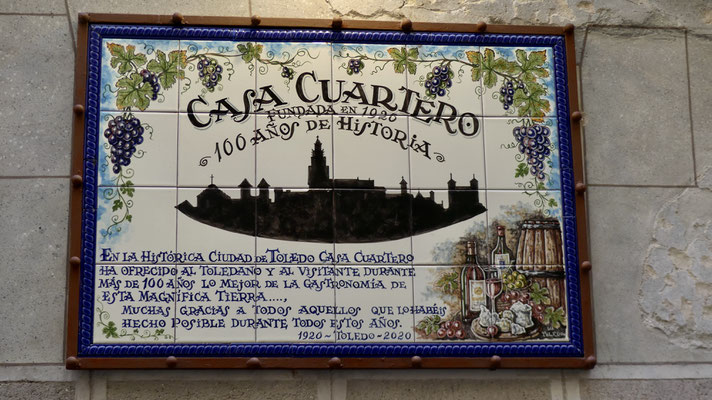 CASA CUARTERO
FUNDADA EN 1920
100 AÑOS DE HISTORIA
EN LA HISTÓRICA CIUDAD DE TOLEDO CASA CUARTERO
HA OFRECIDO AL TOLEDANO Y AL VISITANTE DURANTE
MÁS DE 100 AÑOS LO MEJOR DE LA GASTRONOMÍA DE
ESTA MAGNÍFICA TIERRA....,
MUCHAS GRACIAS A TODOS AQUELLOS QUE LO HABÉIS
HECHO POSIBLE DURANTE TODOS ESTOS AÑOS.
1920-TOLEDO-2020